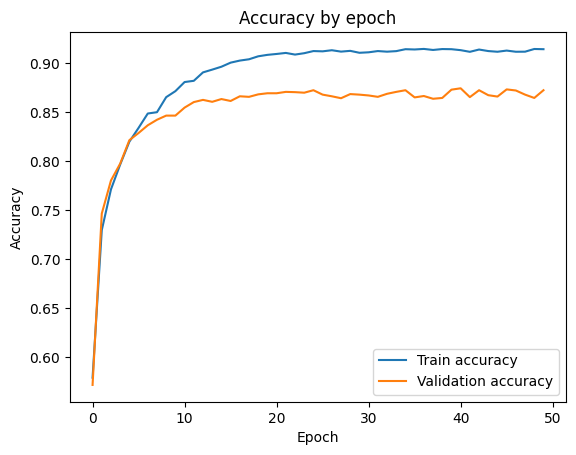 Accuracy by epoch
Accuracy
0.90
0.85
0.80
0.75
0.70
0.65
0.60
0
10
20
30
40
50
Epoch
Train accuracy
Validation accuracy